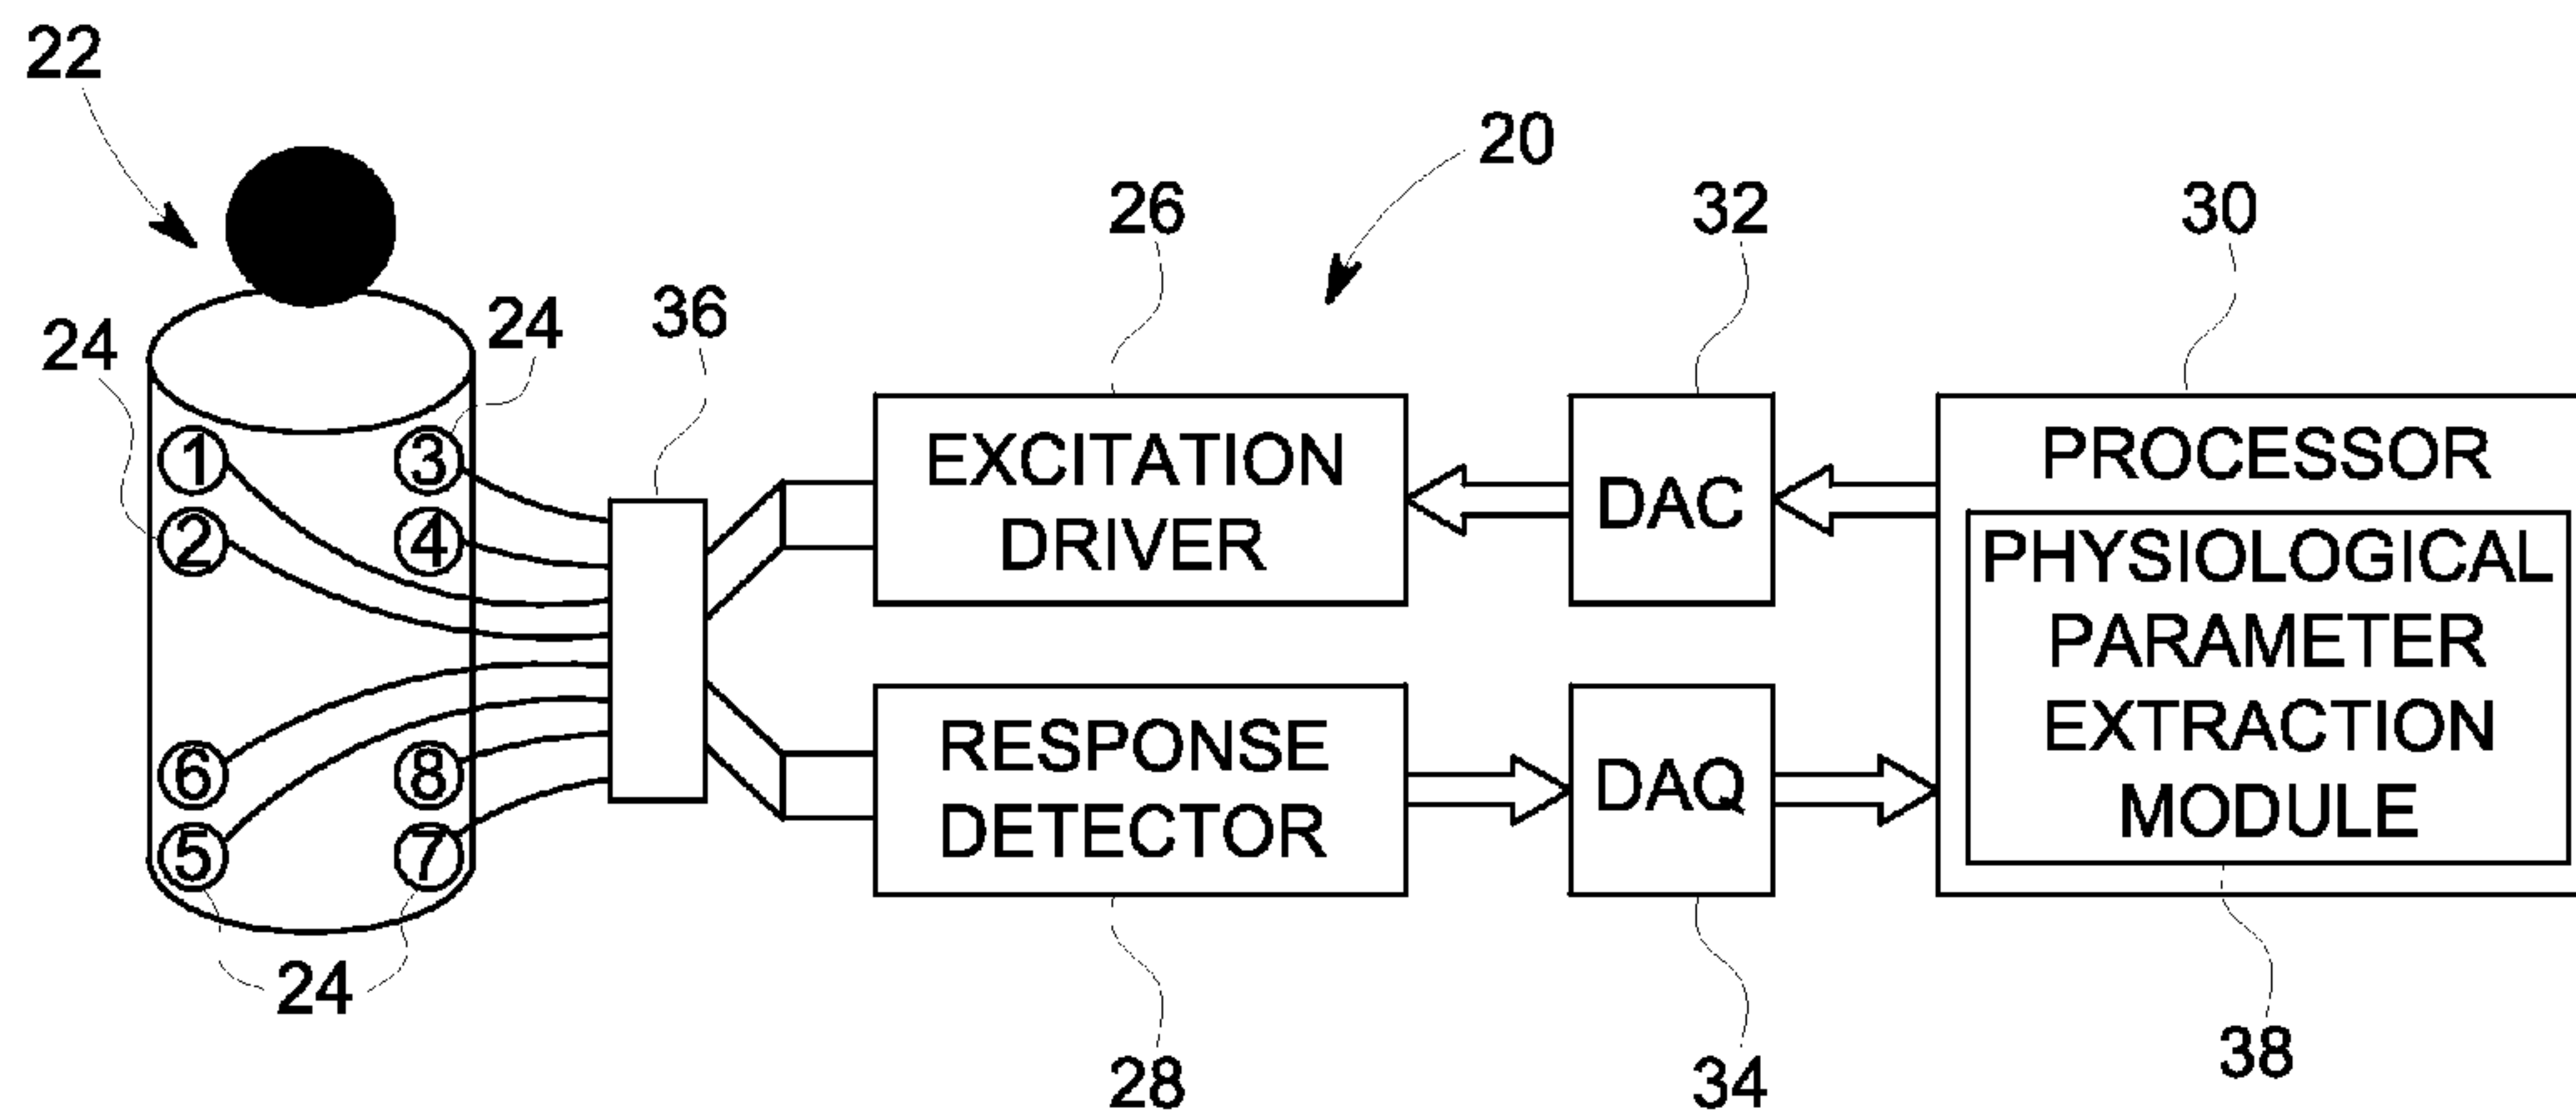 22
20
26
32
30
36
24
24
1
3
2
4
6
8
5
7
24
EXCITATION
DRIVER
DAC
PROCESSOR
PHYSIOLOGICAL
PARAMETER
EXTRACTION
MODULE
RESPONSE
DETECTOR
DAQ
28
34
38